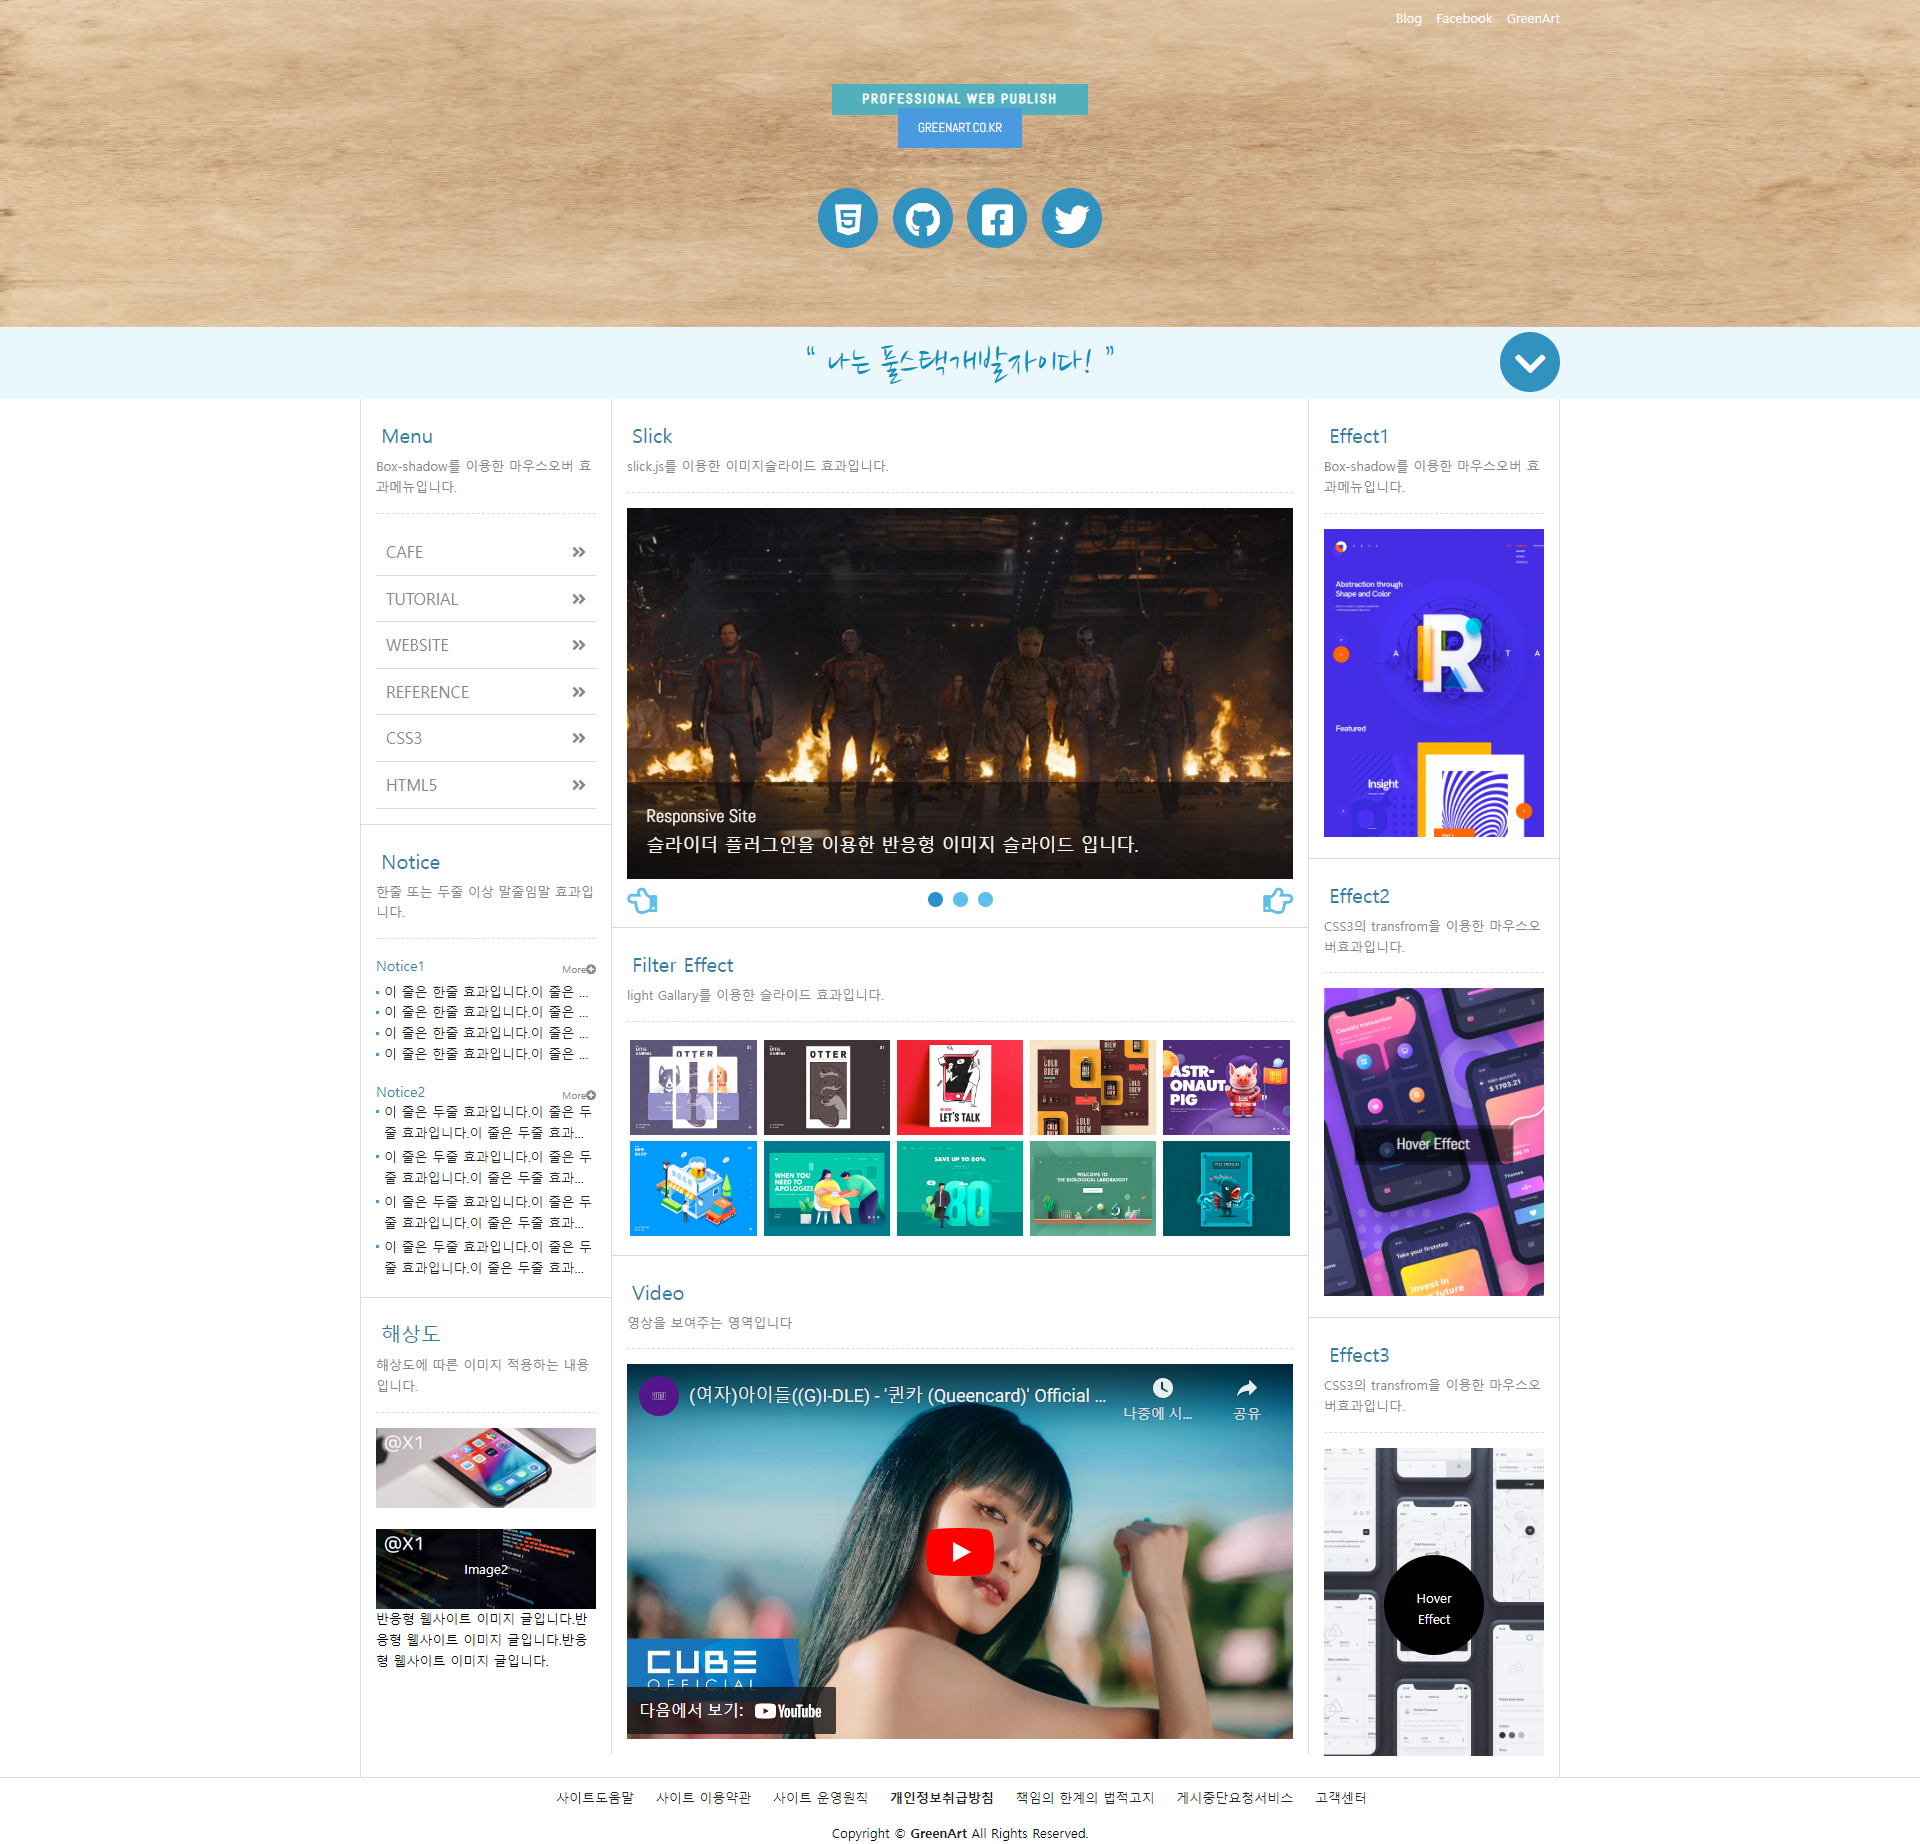 Blog Facebook GreenArt
PROFESSIONAL WEB PUBLISH
GREENART.CO.KR
“ 나는 풀스택개발자이다! ”
Menu
Box-shadow를 이용한 마우스오버 효
과메뉴입니다.
CAFE
TUTORIAL
WEBSITE
REFERENCE
CSS3
HTML5
Notice
한줄 또는 두줄 이상 말줄임말 효과입
니다.
Notice1 More
이 줄은 한줄 효과입니다.이 줄은 ...
이 줄은 한줄 효과입니다.이 줄은 ...
이 줄은 한줄 효과입니다.이 줄은 ...
이 줄은 한줄 효과입니다.이 줄은 ...
Notice2 More
이 줄은 두줄 효과입니다.이 줄은 두
줄 효과입니다.이 줄은 두줄 효과...
이 줄은 두줄 효과입니다.이 줄은 두
줄 효과입니다.이 줄은 두줄 효과...
이 줄은 두줄 효과입니다.이 줄은 두
줄 효과입니다.이 줄은 두줄 효과...
이 줄은 두줄 효과입니다.이 줄은 두
줄 효과입니다.이 줄은 두줄 효과...
해상도
해상도에 따른 이미지 적용하는 내용
입니다.
@X1
@X1
Image2
반응형 웹사이트 이미지 글입니다.반
응형 웹사이트 이미지 글입니다.반응
형 웹사이트 이미지 글입니다.
Slick
slick.js를 이용한 이미지슬라이드 효과입니다.
Responsive Site
슬라이더 플러그인을 이용한 반응형 이미지 슬라이드 입니다.
Filter Effect
light Gallary를 이용한 슬라이드 효과입니다.
OTTER
OTTER
LET'S TALK
COLD
BREW
ASTR-
ONAUT
PIG
BEER
WHEN YOU
NEED TO
APOLOGIZE
SAVE UP TO 80%
80
WELCOME TO
THE BIOLOGICAL LABORATORY
Video
영상을 보여주는 영역입니다
(여자)아이들((G)I-DLE) - '퀸카 (Queencard)' Official ...
나중에 시...
공유
CUBE
OFFICIAL
다음에서 보기: YouTube
Effect1
Box-shadow를 이용한 마우스오버 효
과메뉴입니다.
Abstraction through
Shape and Color
R
A T A
Featured
Insight
Effect2
CSS3의 transfrom을 이용한 마우스오
버효과입니다.
Classify transaction
Main account
$ 1703.21
Hover Effect
Themes
Take your firststep
Invest in
your future
Effect3
CSS3의 transfrom을 이용한 마우스오
버효과입니다.
Hover
Effect
사이트도움말 사이트 이용약관 사이트 운영원칙 개인정보취급방침 책임의 한계의 법적고지 게시중단요청서비스 고객센터
Copyright © GreenArt All Rights Reserved.